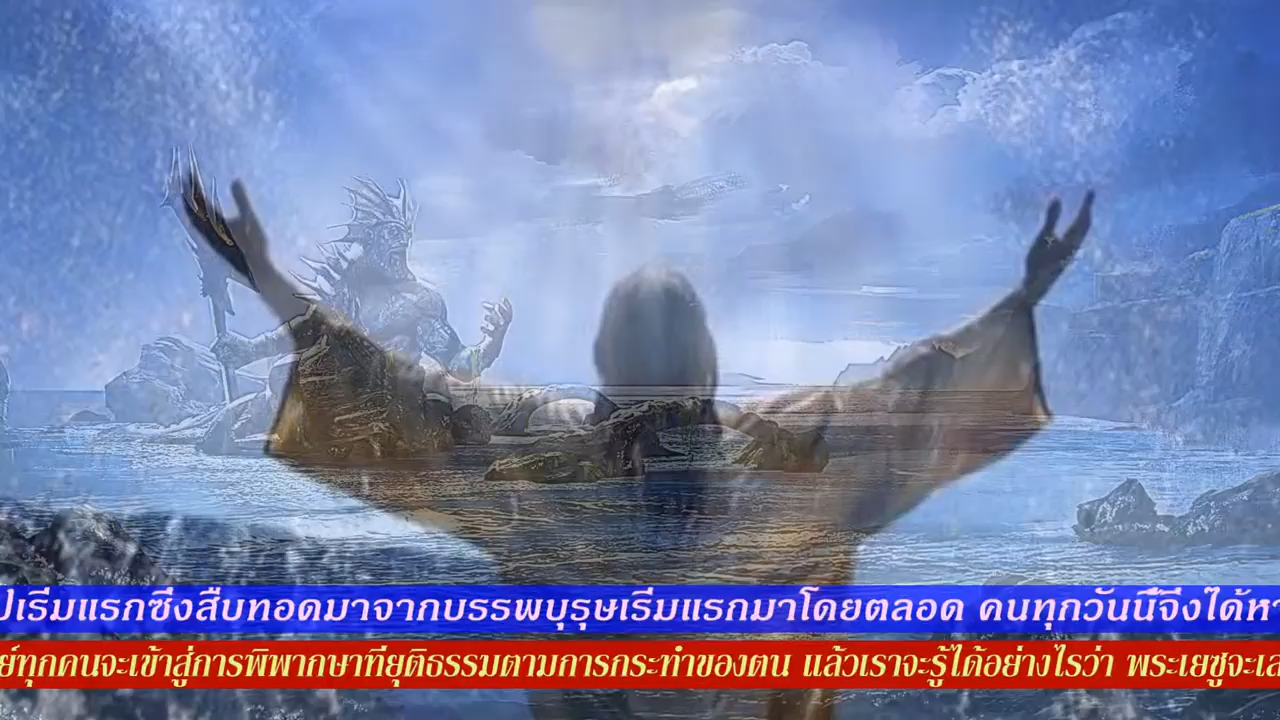 ปเริ่มแรกซึ่งสืบทอดมาจากบรรพบุรุษเริ่มแรกมาโดยตลอด คนทุกวันนี้จึงได้ห
ย์ทุกคนจะเข้าสู่การพิพากษาที่ยุติธรรมตามการกระทำของตน แล้วเราจะรู้ได้อย่างไรว่า พระเยซูจะเส